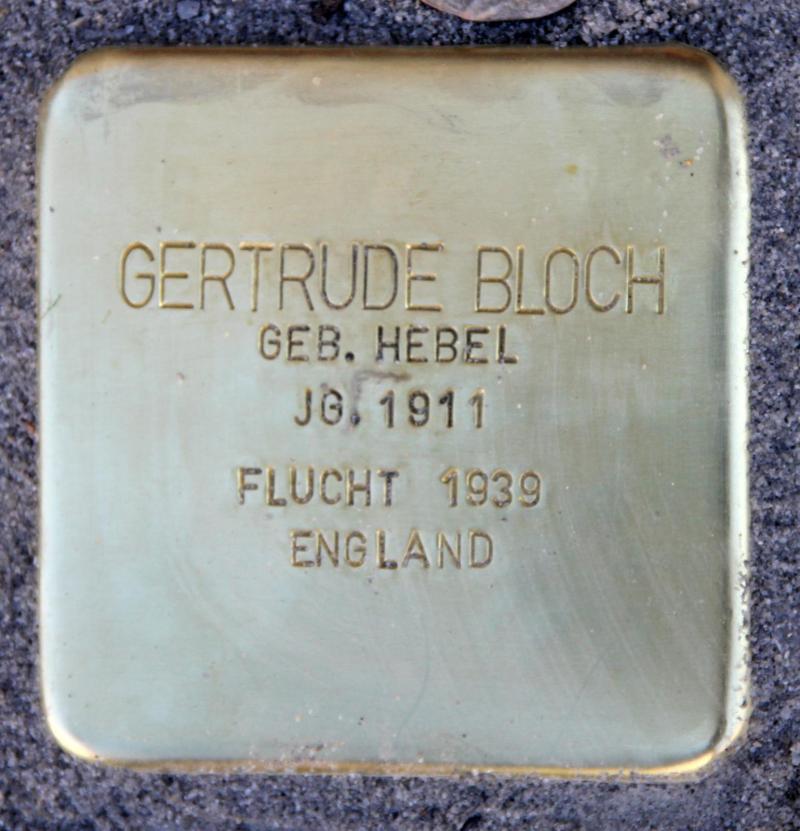 GERTRUDE BLOCH
GEB. HEBEL
JG. 1911
FLUCHT 1939
ENGLAND